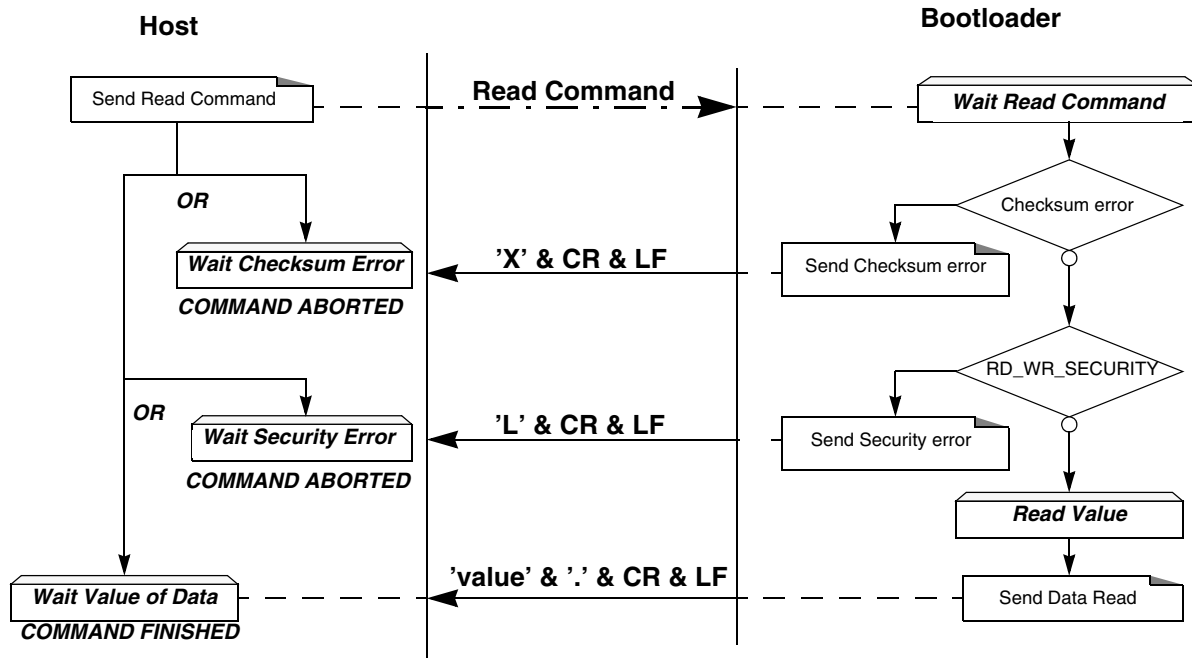 Host
Bootloader
Send Read Command
Read Command
Wait Read Command
OR
Checksum error
Wait Checksum Error
'X' & CR & LF
Send Checksum error
COMMAND ABORTED
RD_WR_SECURITY
OR
Wait Security Error
'L' & CR & LF
Send Security error
COMMAND ABORTED
Read Value
'value' & '.' & CR & LF
Wait Value of Data
Send Data Read
COMMAND FINISHED